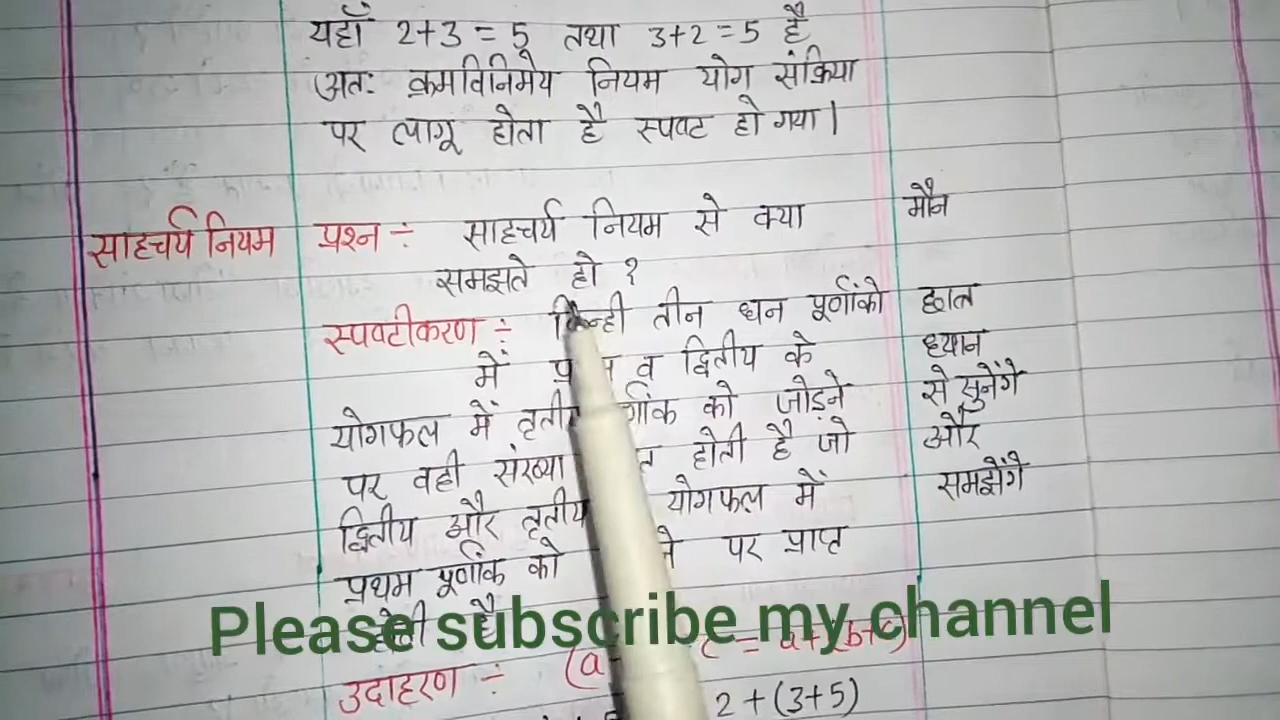 यहाँ 2+3 = 5 तथा 3+2 = 5 है
अतः क्रमविनिमेय नियम योग संक्रिया
पर लागू होता है स्पष्ट हो गया।
साहचर्य नियम प्रश्न ÷ साहचर्य नियम से क्या मौन
समझते हो ?
स्पष्टीकरण ÷ किन्ही तीन धन पूर्णांको छात्र
में व द्वितीय के ध्यान
योगफल में को जोड़ने से सुनेंगे
पर वही संख्या होती है जो और
द्वितीय और तृतीय योगफल में समझेंगे
प्रथम पूर्णांक को पर प्राप्त
होती है
Please subscribe my channel
उदाहरण ÷ (a = a+(b+c)
2 + (3+5)